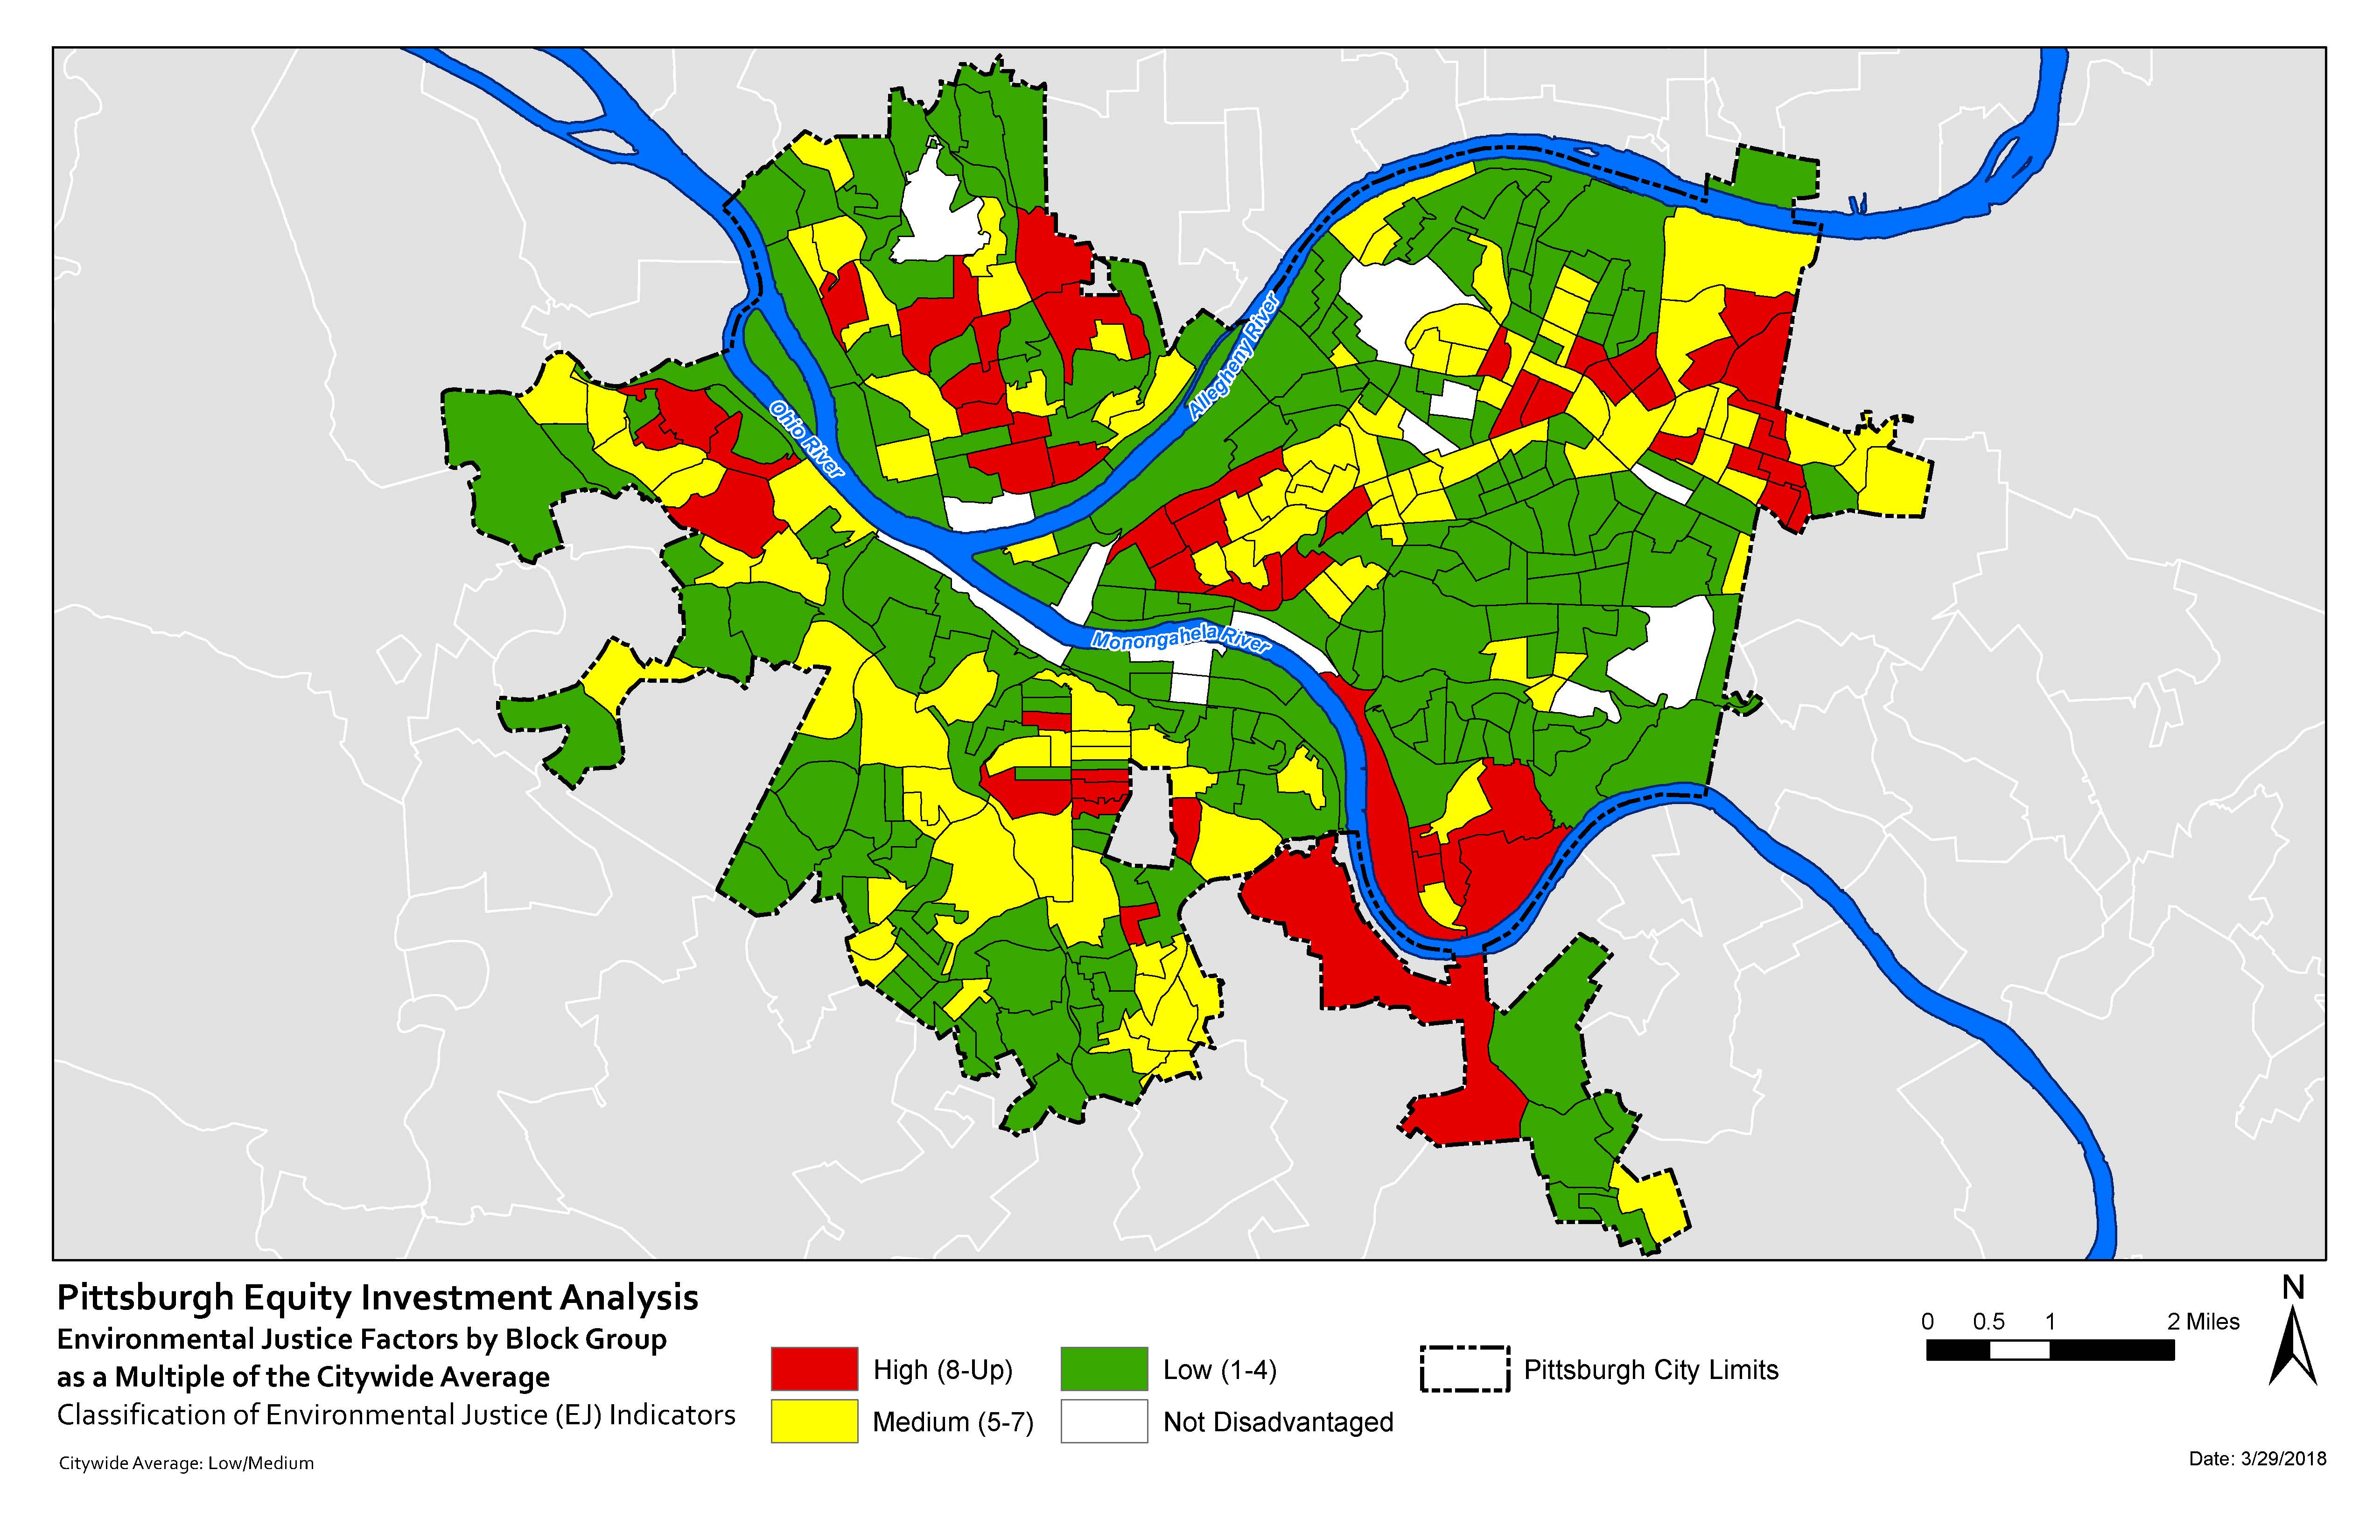 Allegheny River
Ohio River
Monongahela River
Pittsburgh Equity Investment Analysis
Environmental Justice Factors by Block Group
as a Multiple of the Citywide Average
Classification of Environmental Justice (EJ) Indicators
Citywide Average: Low/Medium
High (8-Up)
Low (1-4)
Pittsburgh City Limits
Medium (5-7)
Not Disadvantaged
0 0.5 1 2 Miles
N
Date: 3/29/2018